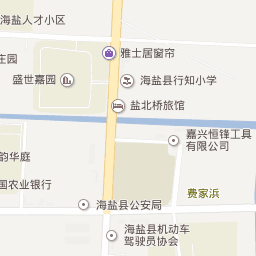 海盐人才小区
雅士居窗帘
庄园
盛世嘉园
海盐县行知小学
盐北桥旅馆
嘉兴恒锋工具
有限公司
韵华庭
国农业银行
费家浜
海盐县公安局
海盐县机动车
驾驶员协会